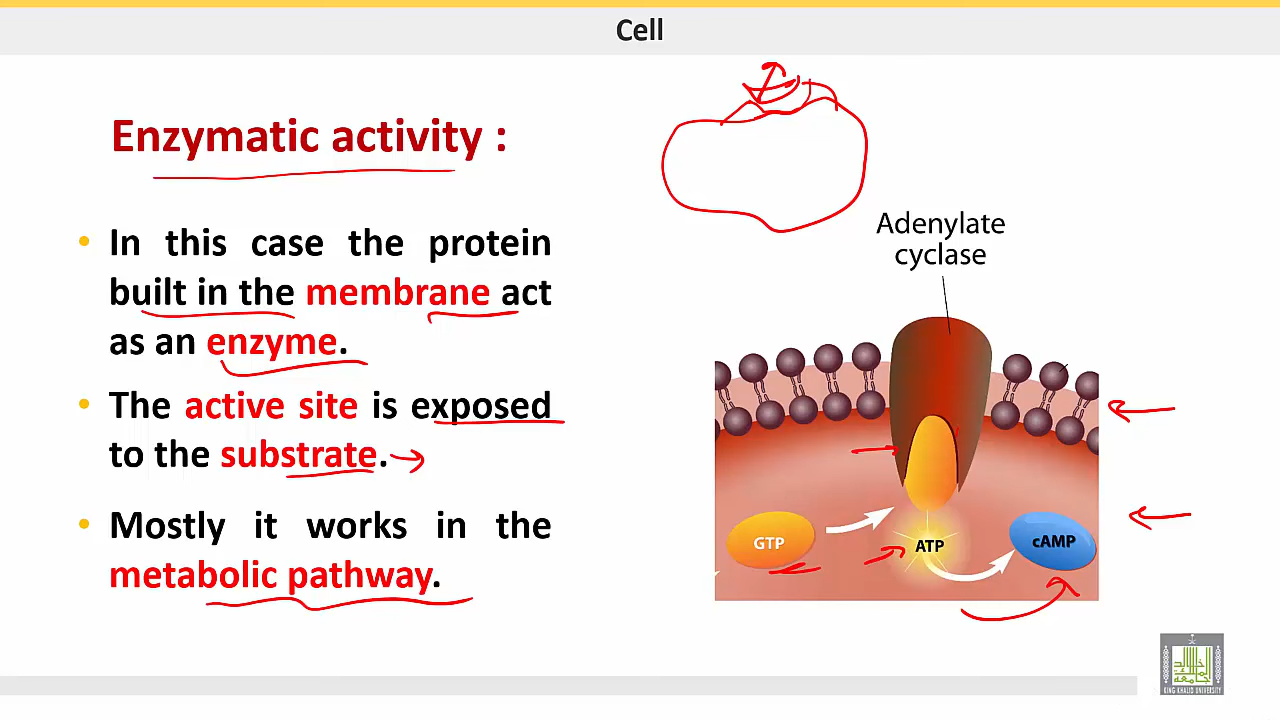 Cell
Enzymatic activity :
• In this case the protein
built in the membrane act
as an enzyme.
• The active site is exposed
to the substrate.
• Mostly it works in the
metabolic pathway.
Adenylate
cyclase
GTP
ATP
cAMP
KING KHALID UNIVERSITY